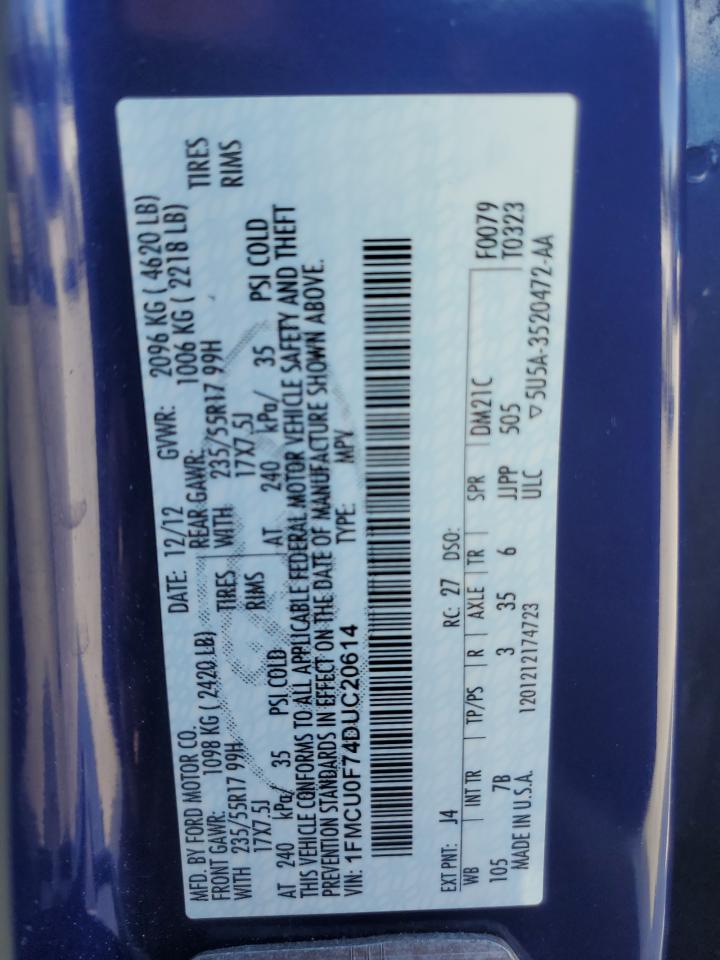 MFD. BY FORD MOTOR CO.
DATE: 12/12 GVWR: 2096 KG ( 4620 LB)
FRONT GAWR: 1098 KG ( 2420 LB) REAR GAWR: 1006 KG ( 2218 LB)
WITH 235/55R17 99H TIRES WITH 235/55R17 99H TIRES
17X7.5J RIMS 17X7.5J RIMS
AT 240 kPa/ 35 PSI COLD AT 240 kPa/ 35 PSI COLD
THIS VEHICLE CONFORMS TO ALL APPLICABLE FEDERAL MOTOR VEHICLE SAFETY AND THEFT
PREVENTION STANDARDS IN EFFECT ON THE DATE OF MANUFACTURE SHOWN ABOVE.
VIN: 1FMCU0F74DUC20614 TYPE: MPV
F0079
T0323
EXT PNT: J4 RC: 27 DSO:
WB INT TR TP/PS R AXLE TR SPR DM21C
105 7B 3 35 6 JJPP 505
MADE IN U.S.A. 1201212174723 ULC ▽5U5A-3520472-AA